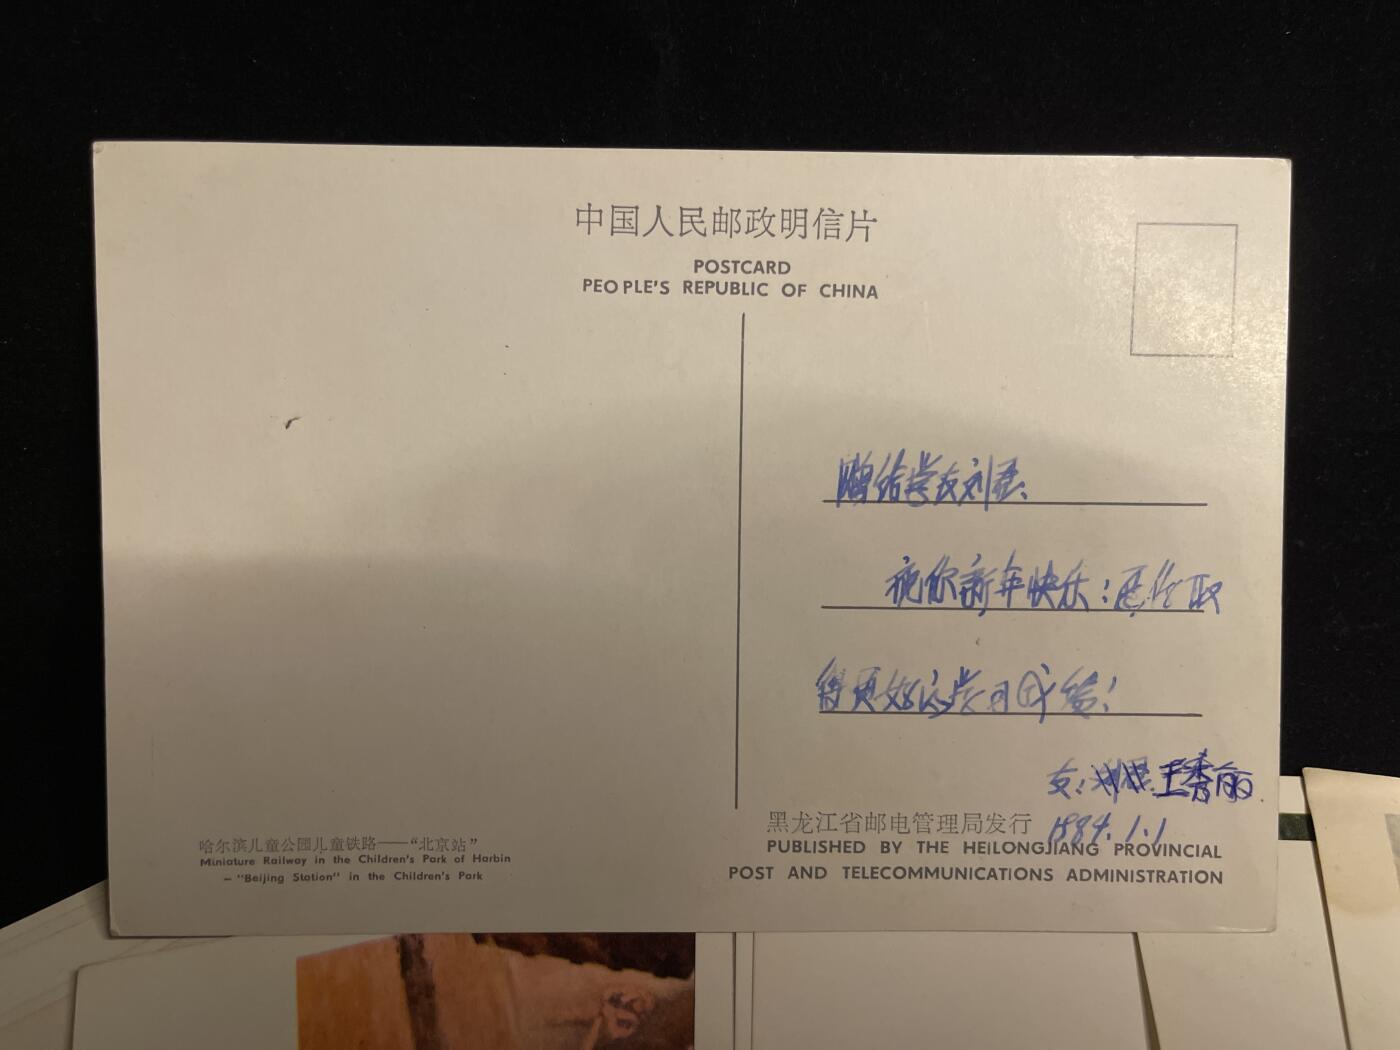 中国人民邮政明信片
POSTCARD
PEOPLE'S REPUBLIC OF CHINA
赠给学友刘君:
祝你新年快乐!愿你取
得更好的学习成绩!
友: 王秀丽
1984.1.1
黑龙江省邮电管理局发行
PUBLISHED BY THE HEILONGJIANG PROVINCIAL
POST AND TELECOMMUNICATIONS ADMINISTRATION
哈尔滨儿童公园儿童铁路——“北京站”
Miniature Railway in the Children's Park of Harbin
– "Beijing Station" in the Children's Park